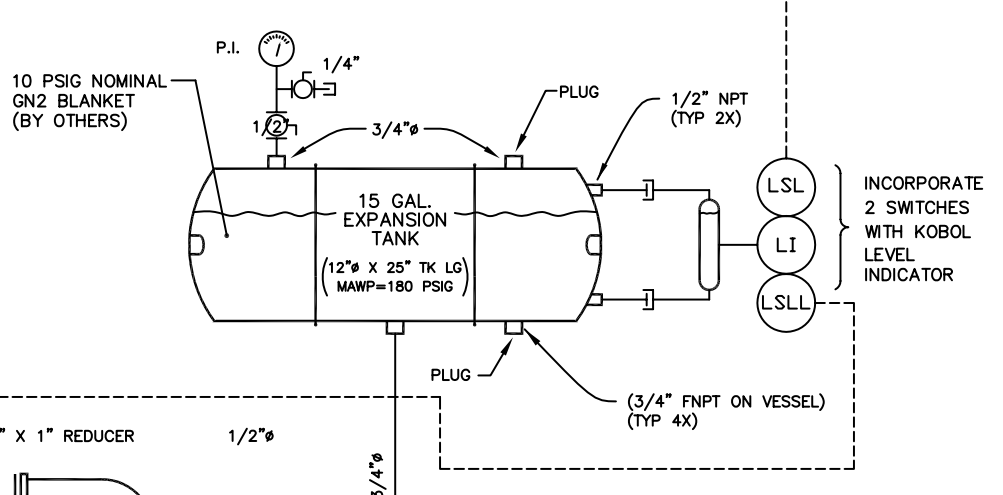 P.I.
1/4"
10 PSIG NOMINAL
GN2 BLANKET
(BY OTHERS)
1/2"
3/4"ø
PLUG
1/2" NPT
(TYP 2X)
15 GAL.
EXPANSION
TANK
(12"ø X 25" TK LG
MAWP=180 PSIG)
LSL
LI
LSLL
INCORPORATE
2 SWITCHES
WITH KOBOL
LEVEL
INDICATOR
PLUG
(3/4" FNPT ON VESSEL)
(TYP 4X)
" X 1" REDUCER
1/2"ø
3/4"ø